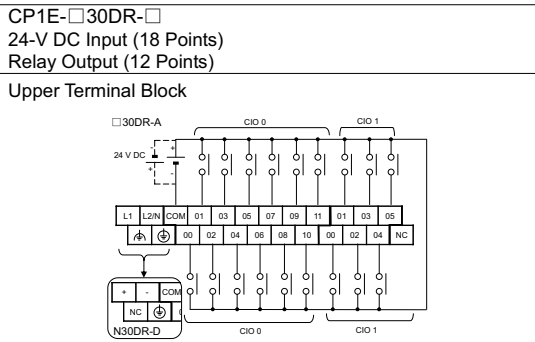 CP1E-□30DR-□
24-V DC Input (18 Points)
Relay Output (12 Points)
Upper Terminal Block
□30DR-A
CIO 0
CIO 1
24 V DC
- +
+ -
L1 L2/N COM 01 03 05 07 09 11 01 03 05
00 02 04 06 08 10 00 02 04 NC
+ - COM
NC
N30DR-D
CIO 0
CIO 1